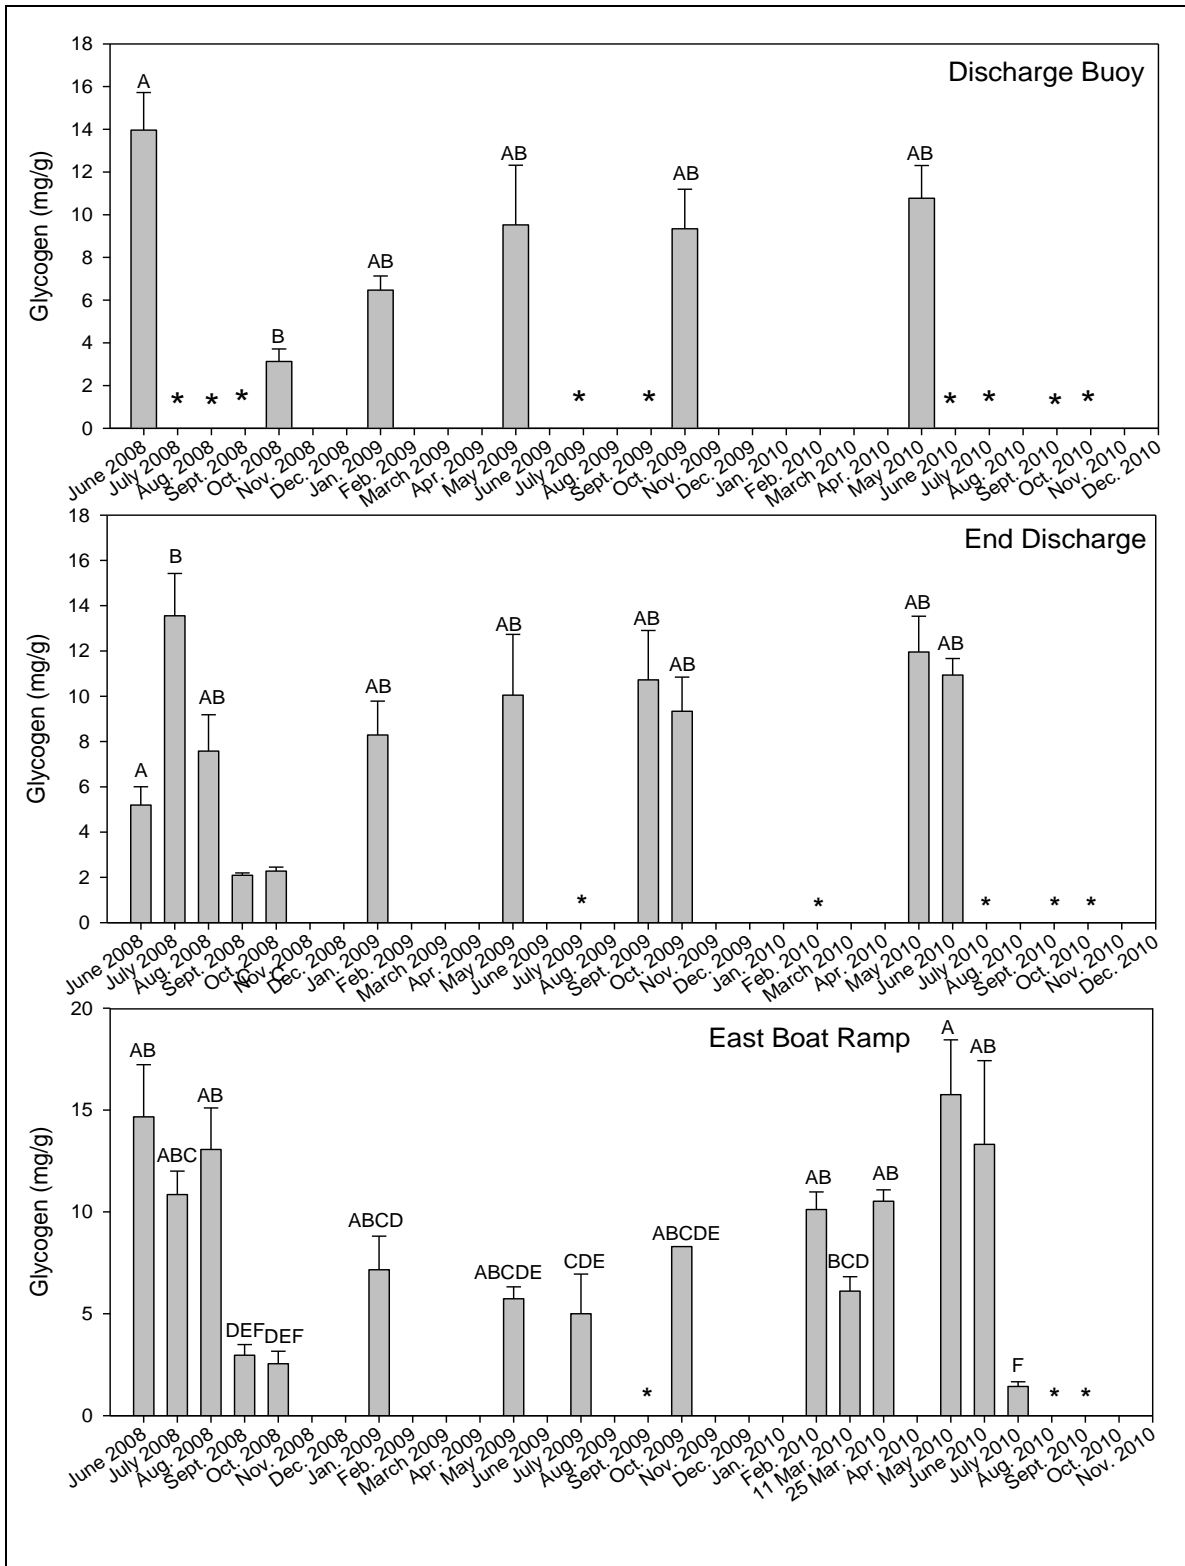 18
Discharge Buoy
16
A
14
AB
AB
AB
12
10
AB
8
6
B
4
2
* * * * * * * * *
0
Glycogen (mg/g)
June 2008
July 2008
Aug. 2008
Sept. 2008
Oct. 2008
Nov. 2008
Dec. 2008
Jan. 2009
Feb. 2009
March 2009
Apr. 2009
May 2009
June 2009
July 2009
Aug. 2009
Sept. 2009
Oct. 2009
Nov. 2009
Dec. 2009
Jan. 2010
Feb. 2010
March 2010
Apr. 2010
May 2010
June 2010
July 2010
Aug. 2010
Sept. 2010
Oct. 2010
Nov. 2010
Dec. 2010
18
End Discharge
16
B
14
AB
AB
AB
12
AB
AB
10
AB
AB
8
A
6
4
2
* * * * *
0
Glycogen (mg/g)
June 2008
July 2008
Aug. 2008
Sept. 2008
Oct. 2008
Nov. 2008
C
C
Dec. 2008
Jan. 2009
Feb. 2009
March 2009
Apr. 2009
May 2009
June 2009
July 2009
Aug. 2009
Sept. 2009
Oct. 2009
Nov. 2009
Dec. 2009
Jan. 2010
Feb. 2010
March 2010
Apr. 2010
May 2010
June 2010
July 2010
Aug. 2010
Sept. 2010
Oct. 2010
Nov. 2010
Dec. 2010
20
East Boat Ramp
AB
ABC
AB
A
AB
15
10
ABCD
ABCDE
CDE
ABCDE
AB
BCD
AB
5
DEF
DEF
F
* * *
0
Glycogen (mg/g)
June 2008
July 2008
Aug. 2008
Sept. 2008
Oct. 2008
Nov. 2008
Dec. 2008
Jan. 2009
Feb. 2009
March 2009
Apr. 2009
May 2009
June 2009
July 2009
Aug. 2009
Sept. 2009
Oct. 2009
Nov. 2009
Dec. 2009
Jan. 2010
Feb. 2010
11 Mar. 2010
25 Mar. 2010
Apr. 2010
May 2010
June 2010
July 2010
Aug. 2010
Sept. 2010
Oct. 2010
Nov. 2010